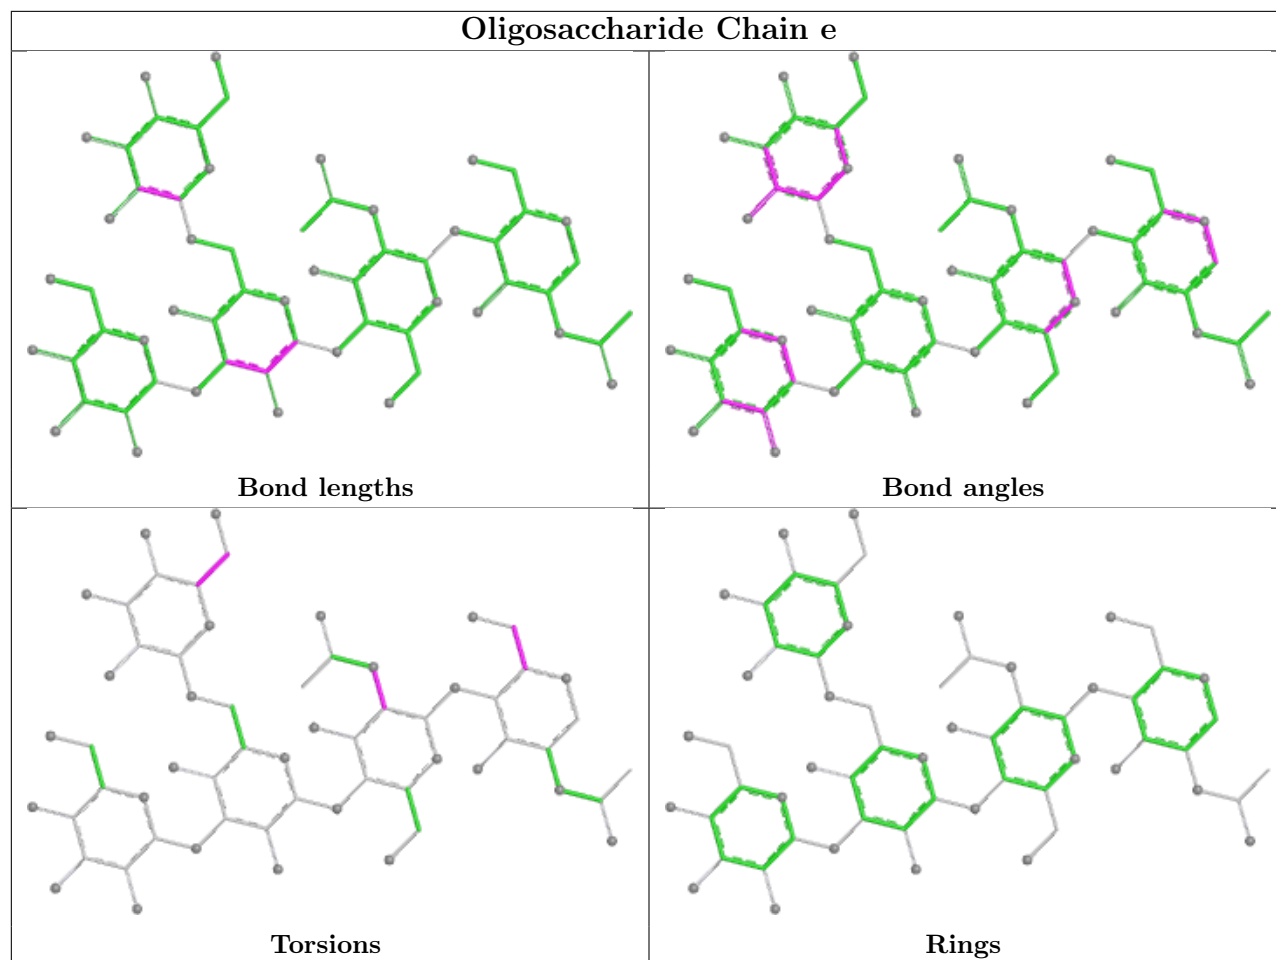 Oligosaccharide Chain e
Bond lengths
Bond angles
Torsions
Rings